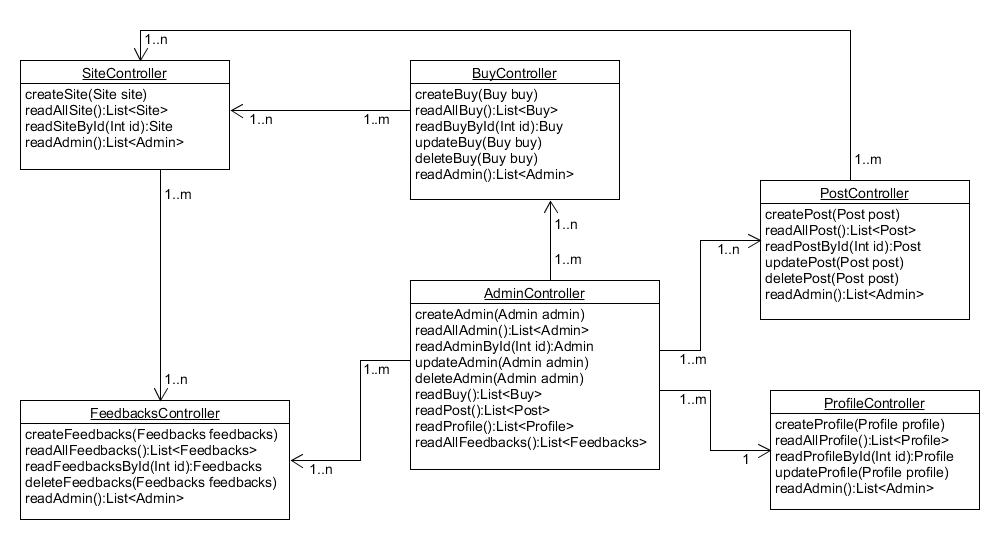 1..n
SiteController
createSite(Site site)
readAllSite():List<Site>
readSiteById(Int id):Site
readAdmin():List<Admin>
1..n
1..m
BuyController
createBuy(Buy buy)
readAllBuy():List<Buy>
readBuyById(Int id):Buy
updateBuy(Buy buy)
deleteBuy(Buy buy)
readAdmin():List<Admin>
1..m
PostController
createPost(Post post)
readAllPost():List<Post>
readPostById(Int id):Post
updatePost(Post post)
deletePost(Post post)
readAdmin():List<Admin>
1..m
1..n
1..m
1..n
AdminController
createAdmin(Admin admin)
readAllAdmin():List<Admin>
readAdminById(Int id):Admin
updateAdmin(Admin admin)
deleteAdmin(Admin admin)
readBuy():List<Buy>
readPost():List<Post>
readProfile():List<Profile>
readAllFeedbacks():List<Feedbacks>
1..m
1..m
1..m
1..n
FeedbacksController
createFeedbacks(Feedbacks feedbacks)
readAllFeedbacks():List<Feedbacks>
readFeedbacksById(Int id):Feedbacks
deleteFeedbacks(Feedbacks feedbacks)
readAdmin():List<Admin>
1..n
1
ProfileController
createProfile(Profile profile)
readAllProfile():List<Profile>
readProfileById(Int id):Profile
updateProfile(Profile profile)
readAdmin():List<Admin>